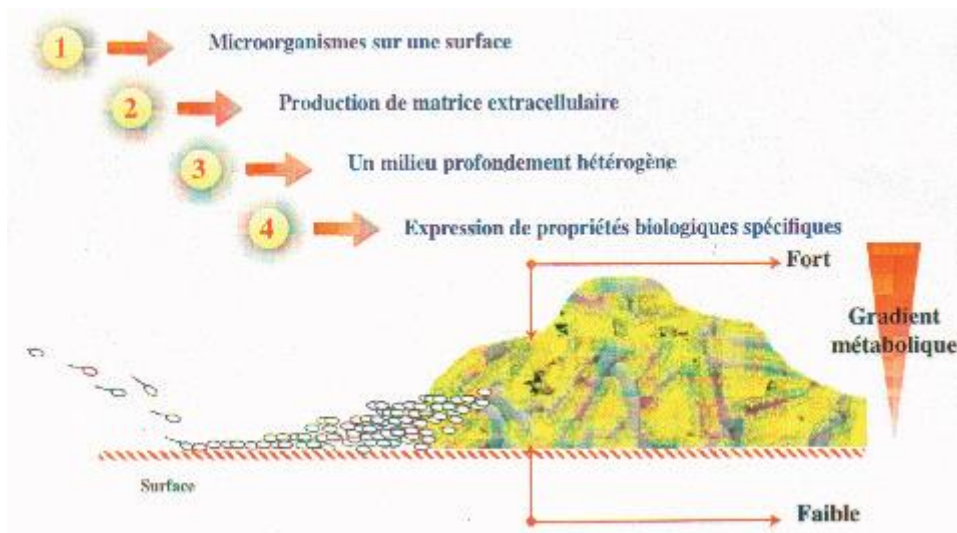 1 Microorganismes sur une surface
2 Production de matrice extracellulaire
3 Un milieu profondement hétérogène
4 Expression de propriétés biologiques spécifiques
Fort
Gradient
métabolique
Surface
Faible